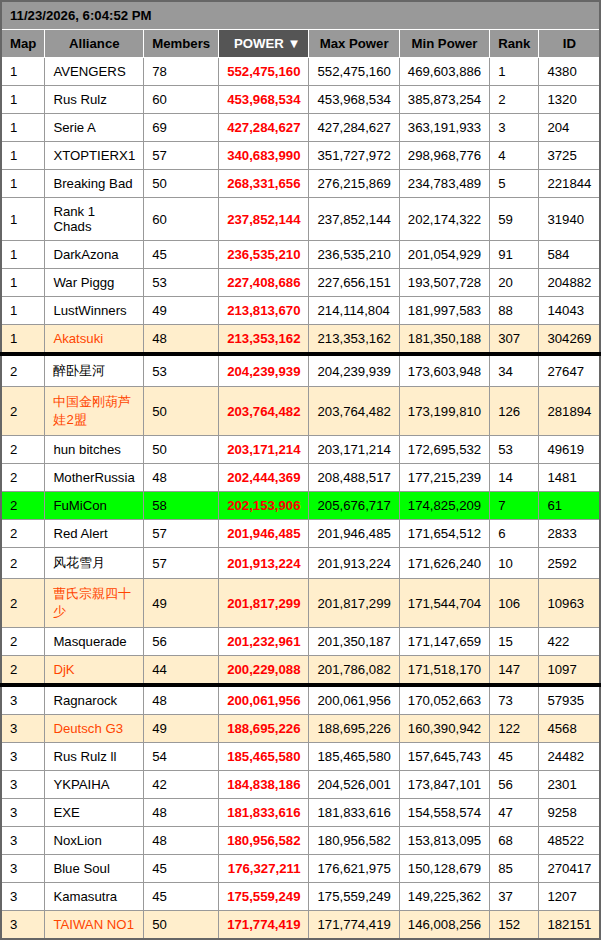 11/23/2026, 6:04:52 PM
Map Alliance Members POWER ▼ Max Power Min Power Rank ID
1 AVENGERS 78 552,475,160 552,475,160 469,603,886 1 4380
1 Rus Rulz 60 453,968,534 453,968,534 385,873,254 2 1320
1 Serie A 69 427,284,627 427,284,627 363,191,933 3 204
1 XTOPTIERX1 57 340,683,990 351,727,972 298,968,776 4 3725
1 Breaking Bad 50 268,331,656 276,215,869 234,783,489 5 221844
1 Rank 1 Chads 60 237,852,144 237,852,144 202,174,322 59 31940
1 DarkAzona 45 236,535,210 236,535,210 201,054,929 91 584
1 War Piggg 53 227,408,686 227,656,151 193,507,728 20 204882
1 LustWinners 49 213,813,670 214,114,804 181,997,583 88 14043
1 Akatsuki 48 213,353,162 213,353,162 181,350,188 307 304269
2 醉卧星河 53 204,239,939 204,239,939 173,603,948 34 27647
2 中国金刚葫芦娃2盟 50 203,764,482 203,764,482 173,199,810 126 281894
2 hun bitches 50 203,171,214 203,171,214 172,695,532 53 49619
2 MotherRussia 48 202,444,369 208,488,517 177,215,239 14 1481
2 FuMiCon 58 202,153,906 205,676,717 174,825,209 7 61
2 Red Alert 57 201,946,485 201,946,485 171,654,512 6 2833
2 风花雪月 57 201,913,224 201,913,224 171,626,240 10 2592
2 曹氏宗親四十少 49 201,817,299 201,817,299 171,544,704 106 10963
2 Masquerade 56 201,232,961 201,350,187 171,147,659 15 422
2 DjK 44 200,229,088 201,786,082 171,518,170 147 1097
3 Ragnarock 48 200,061,956 200,061,956 170,052,663 73 57935
3 Deutsch G3 49 188,695,226 188,695,226 160,390,942 122 4568
3 Rus Rulz ll 54 185,465,580 185,465,580 157,645,743 45 24482
3 YKPAIHA 42 184,838,186 204,526,001 173,847,101 56 2301
3 EXE 48 181,833,616 181,833,616 154,558,574 47 9258
3 NoxLion 48 180,956,582 180,956,582 153,813,095 68 48522
3 Blue Soul 45 176,327,211 176,621,975 150,128,679 85 270417
3 Kamasutra 45 175,559,249 175,559,249 149,225,362 37 1207
3 TAIWAN NO1 50 171,774,419 171,774,419 146,008,256 152 182151